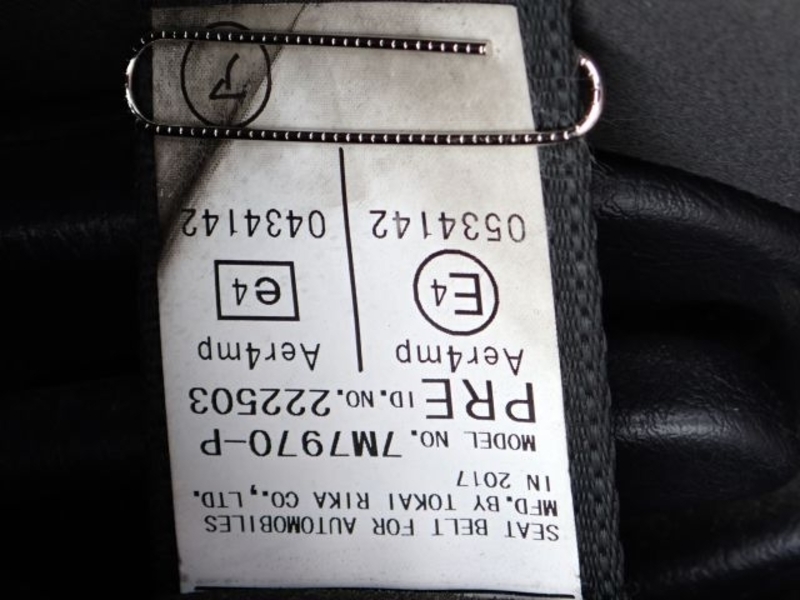 SEAT BELT FOR AUTOMOBILES
MFD.BY TOKAI RIKA CO.,LTD.
IN 2017
MODEL NO. 7M7970-P
PRE ID.NO.222503
Aer4mp
Aer4mp
E4
e4
0534142
0434142